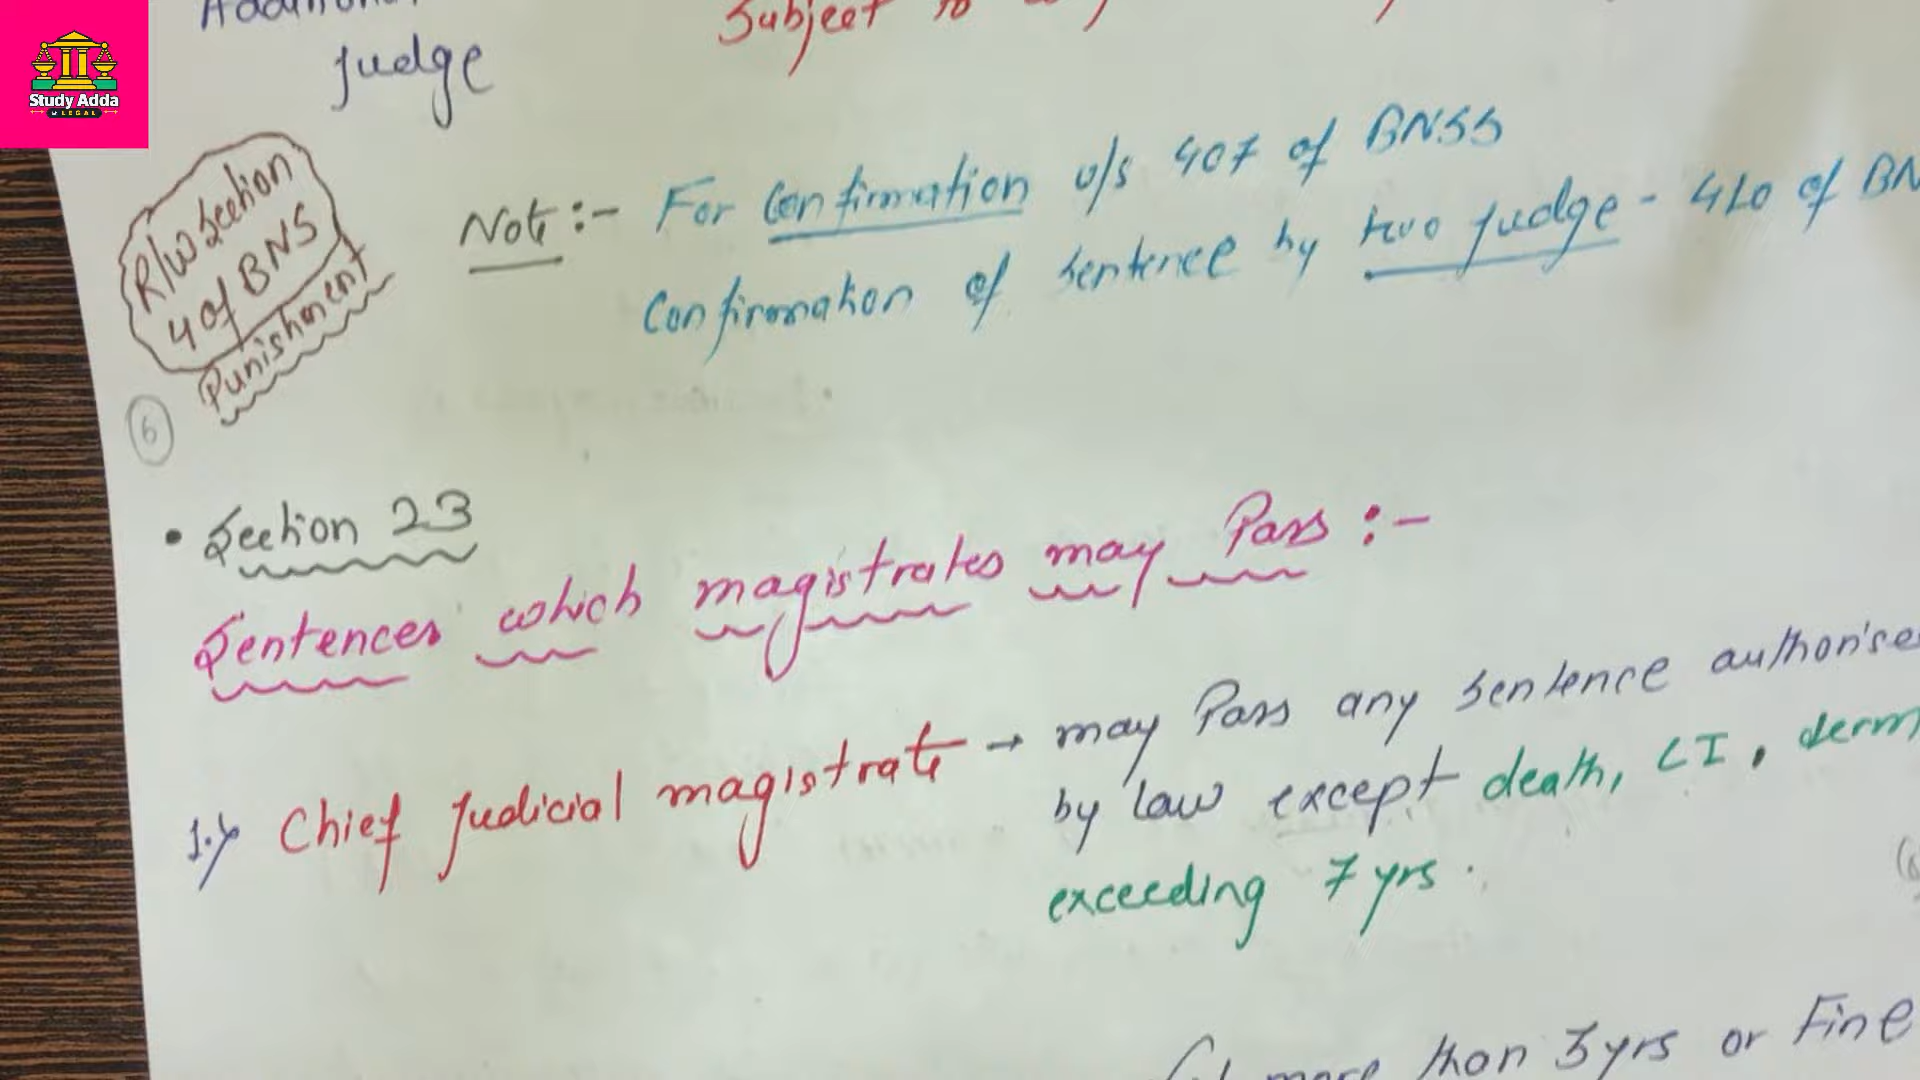 Study Adda
LEGAL
Judge
Subject to
R/w Section
4 of BNS
Punishment
Note :- For Confirmation u/s 407 of BNSS
Confirmation of sentence by two judge - 410 of BN
6
• Section 23
Sentences which magistrates may Pass :-
1.) Chief Judicial magistrate → may Pass any sentence authorise
by law except death, LI, term
exceeding 7 yrs.
more than 3 yrs or Fine